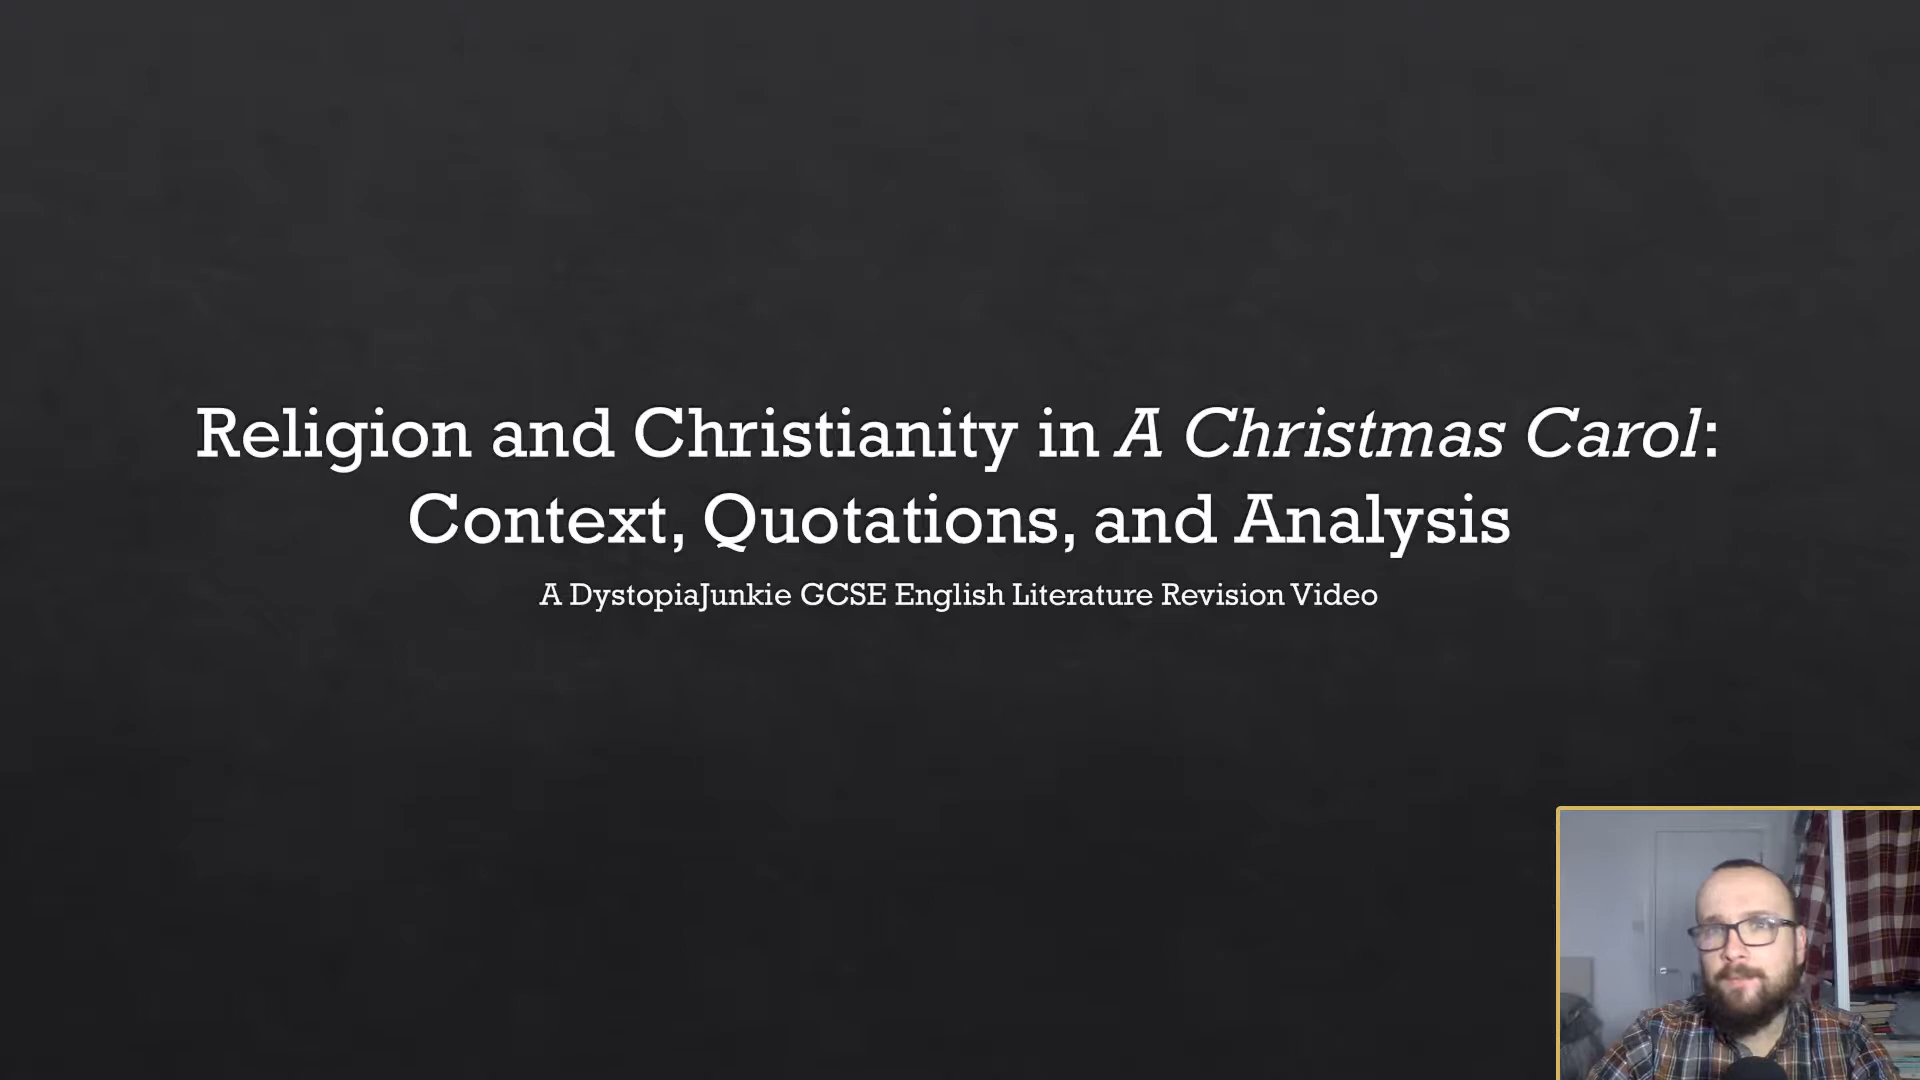 Religion and Christianity in A Christmas Carol:
Context, Quotations, and Analysis
A DystopiaJunkie GCSE English Literature Revision Video